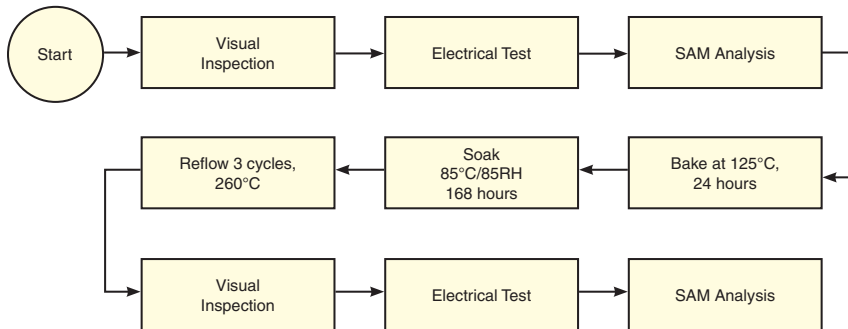 Start
Visual
Inspection
Electrical Test
SAM Analysis
Reflow 3 cycles,
260°C
Soak
85°C/85RH
168 hours
Bake at 125°C,
24 hours
Visual
Inspection
Electrical Test
SAM Analysis